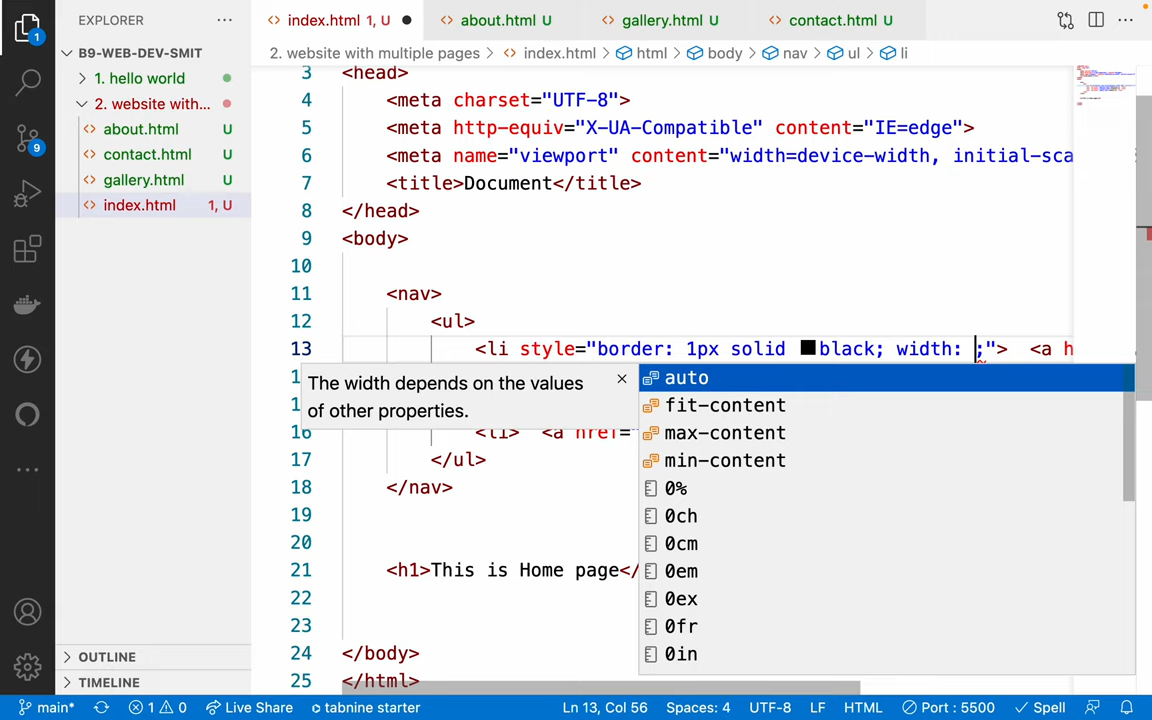 EXPLORER
index.html 1, U
about.html U
gallery.html U
contact.html U
B9-WEB-DEV-SMIT
2. website with multiple pages > index.html > html > body > nav > ul > li
1. hello world
2. website with...
about.html U
contact.html U
gallery.html U
index.html 1, U
3 <head>
4 <meta charset="UTF-8">
5 <meta http-equiv="X-UA-Compatible" content="IE=edge">
6 <meta name="viewport" content="width=device-width, initial-sca
7 <title>Document</title>
8 </head>
9 <body>
10
11 <nav>
12 <ul>
13 <li style="border: 1px solid black; width: ;"> <a h
The width depends on the values
of other properties.
auto
fit-content
max-content
min-content
0%
0ch
0cm
0em
0ex
0fr
0in
16 <li> <a href="
17 </ul>
18 </nav>
19
20
21 <h1>This is Home page</
22
23
24 </body>
25 </html>
OUTLINE
TIMELINE
1
9
main* 1 0 Live Share tabnine starter Ln 13, Col 56 Spaces: 4 UTF-8 LF HTML Port : 5500 Spell